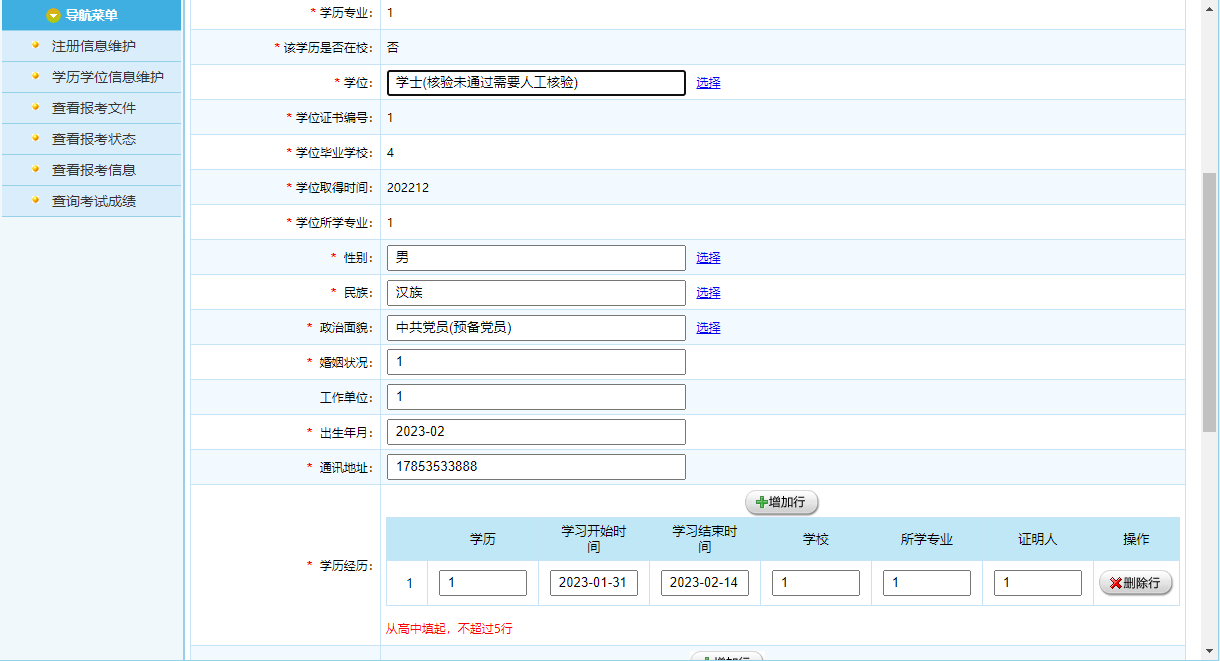 导航菜单
注册信息维护
学历学位信息维护
查看报考文件
查看报考状态
查看报考信息
查询考试成绩
* 学历专业： 1
* 该学历是否在校： 否
* 学位： 学士(核验未通过需要人工核验) 选择
* 学位证书编号： 1
* 学位毕业学校： 4
* 学位取得时间： 202212
* 学位所学专业： 1
* 性别： 男 选择
* 民族： 汉族 选择
* 政治面貌： 中共党员(预备党员) 选择
* 婚姻状况： 1
工作单位： 1
* 出生年月： 2023-02
* 通讯地址： 17853533888
增加行
* 学历经历：
学历 学习开始时间 学习结束时间 学校 所学专业 证明人 操作
1 1 2023-01-31 2023-02-14 1 1 1 删除行
从高中填起，不超过5行
增加行